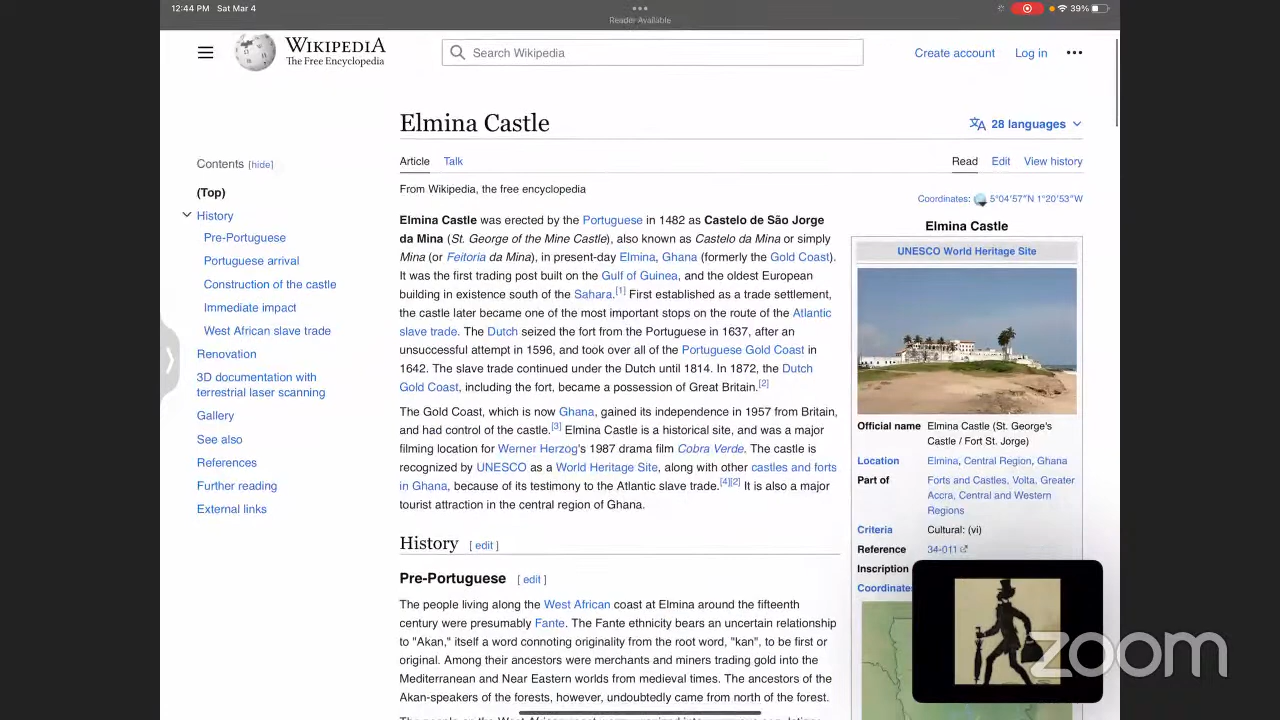 12:44 PM Sat Mar 4
39%
Reader Available
WIKIPEDIA
The Free Encyclopedia
Search Wikipedia
Create account
Log in
Elmina Castle
28 languages
Article Talk
Read Edit View history
From Wikipedia, the free encyclopedia
Coordinates: 5°04′57″N 1°20′53″W
Contents [hide]
(Top)
History
Pre-Portuguese
Portuguese arrival
Construction of the castle
Immediate impact
West African slave trade
Renovation
3D documentation with
terrestrial laser scanning
Gallery
See also
References
Further reading
External links
Elmina Castle was erected by the Portuguese in 1482 as Castelo de São Jorge
da Mina (St. George of the Mine Castle), also known as Castelo da Mina or simply
Mina (or Feitoria da Mina), in present-day Elmina, Ghana (formerly the Gold Coast).
It was the first trading post built on the Gulf of Guinea, and the oldest European
building in existence south of the Sahara.[1] First established as a trade settlement,
the castle later became one of the most important stops on the route of the Atlantic
slave trade. The Dutch seized the fort from the Portuguese in 1637, after an
unsuccessful attempt in 1596, and took over all of the Portuguese Gold Coast in
1642. The slave trade continued under the Dutch until 1814. In 1872, the Dutch
Gold Coast, including the fort, became a possession of Great Britain.[2]
The Gold Coast, which is now Ghana, gained its independence in 1957 from Britain,
and had control of the castle.[3] Elmina Castle is a historical site, and was a major
filming location for Werner Herzog's 1987 drama film Cobra Verde. The castle is
recognized by UNESCO as a World Heritage Site, along with other castles and forts
in Ghana, because of its testimony to the Atlantic slave trade.[4][2] It is also a major
tourist attraction in the central region of Ghana.
History [ edit ]
Pre-Portuguese [ edit ]
The people living along the West African coast at Elmina around the fifteenth
century were presumably Fante. The Fante ethnicity bears an uncertain relationship
to "Akan," itself a word connoting originality from the root word, "kan", to be first or
original. Among their ancestors were merchants and miners trading gold into the
Mediterranean and Near Eastern worlds from medieval times. The ancestors of the
Akan-speakers of the forests, however, undoubtedly came from north of the forest.
Elmina Castle
UNESCO World Heritage Site
Official name Elmina Castle (St. George's
Castle / Fort St. Jorge)
Location Elmina, Central Region, Ghana
Part of Forts and Castles, Volta, Greater
Accra, Central and Western
Regions
Criteria Cultural: (vi)
Reference 34-011
Inscription
Coordinates
zoom